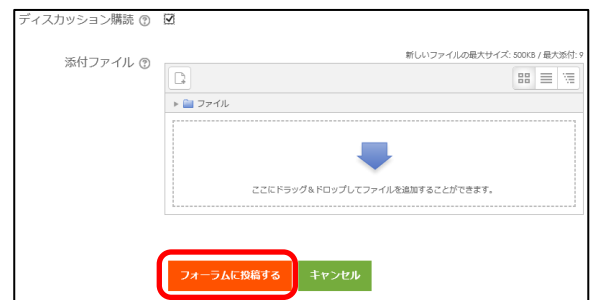 ディスカッション購読
新しいファイルの最大サイズ: 500KB / 最大添付: 9
添付ファイル
ファイル
ここにドラッグ&ドロップしてファイルを追加することができます。
フォーラムに投稿する キャンセル